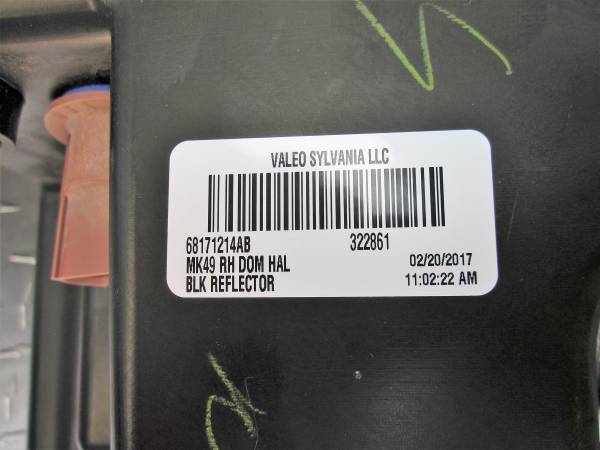 VALEO SYLVANIA LLC
68171214AB 322861
MK49 RH DOM HAL 02/20/2017
BLK REFLECTOR 11:02:22 AM